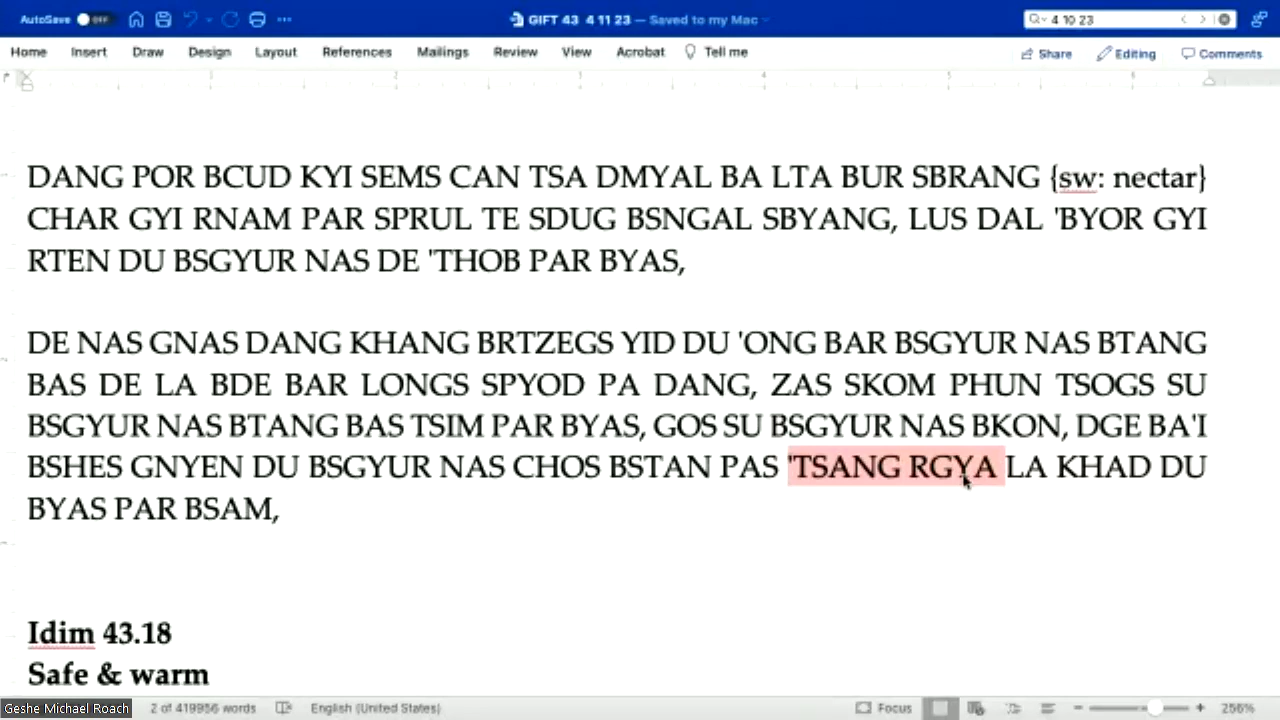 AutoSave
GIFT 43 4 11 23 — Saved to my Mac
4 10 23
Home Insert Draw Design Layout References Mailings Review View Acrobat Tell me Share Editing Comments
DANG POR BCUD KYI SEMS CAN TSA DMYAL BA LTA BUR SBRANG {sw: nectar}
CHAR GYI RNAM PAR SPRUL TE SDUG BSNGAL SBYANG, LUS DAL 'BYOR GYI
RTEN DU BSGYUR NAS DE 'THOB PAR BYAS,
DE NAS GNAS DANG KHANG BRTZEGS YID DU 'ONG BAR BSGYUR NAS BTANG
BAS DE LA BDE BAR LONGS SPYOD PA DANG, ZAS SKOM PHUN TSOGS SU
BSGYUR NAS BTANG BAS TSIM PAR BYAS, GOS SU BSGYUR NAS BKON, DGE BA'I
BSHES GNYEN DU BSGYUR NAS CHOS BSTAN PAS 'TSANG RGYA LA KHAD DU
BYAS PAR BSAM,
Idim 43.18
Safe & warm
Geshe Michael Roach 2 of 419956 words English (United States) Focus 256%